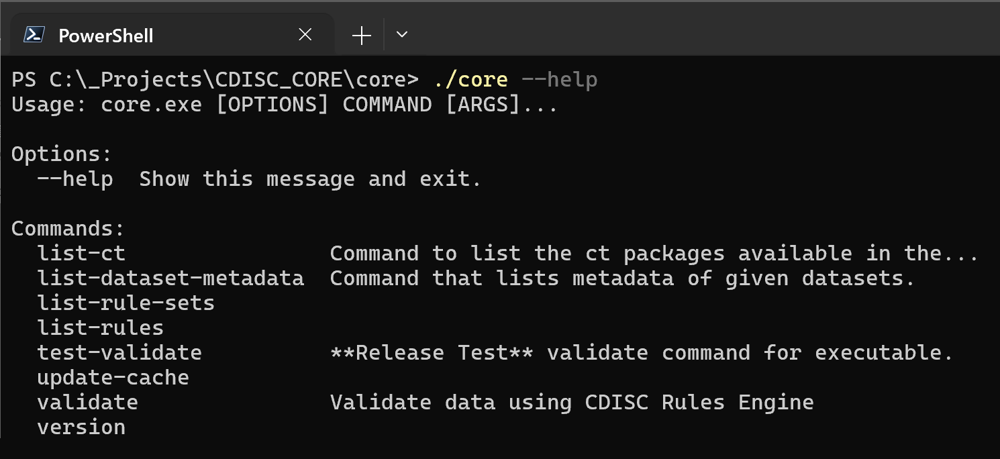 PowerShell
PS C:\_Projects\CDISC_CORE\core> ./core --help
Usage: core.exe [OPTIONS] COMMAND [ARGS]...
Options:
  --help  Show this message and exit.
Commands:
  list-ct                Command to list the ct packages available in the...
  list-dataset-metadata  Command that lists metadata of given datasets.
  list-rule-sets
  list-rules
  test-validate          **Release Test** validate command for executable.
  update-cache
  validate               Validate data using CDISC Rules Engine
  version